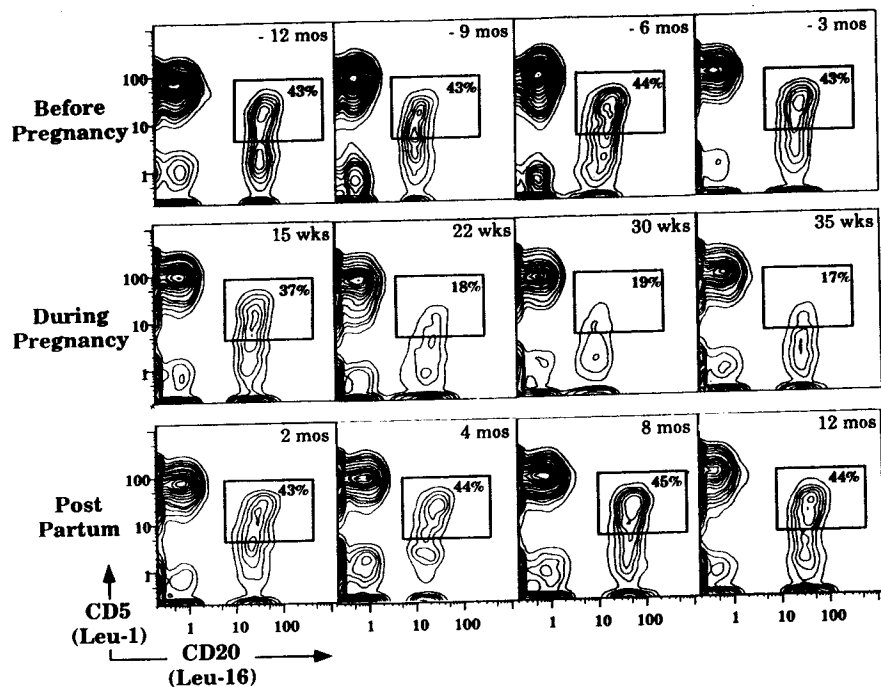 - 12 mos - 9 mos - 6 mos - 3 mos
43% 43% 44% 43%
Before
Pregnancy
100
10
1
15 wks 22 wks 30 wks 35 wks
37% 18% 19% 17%
During
Pregnancy
100
10
1
2 mos 4 mos 8 mos 12 mos
43% 44% 45% 44%
Post
Partum
100
10
1
1 10 100 1 10 100 1 10 100 1 10 100
CD5
(Leu-1)
CD20
(Leu-16)